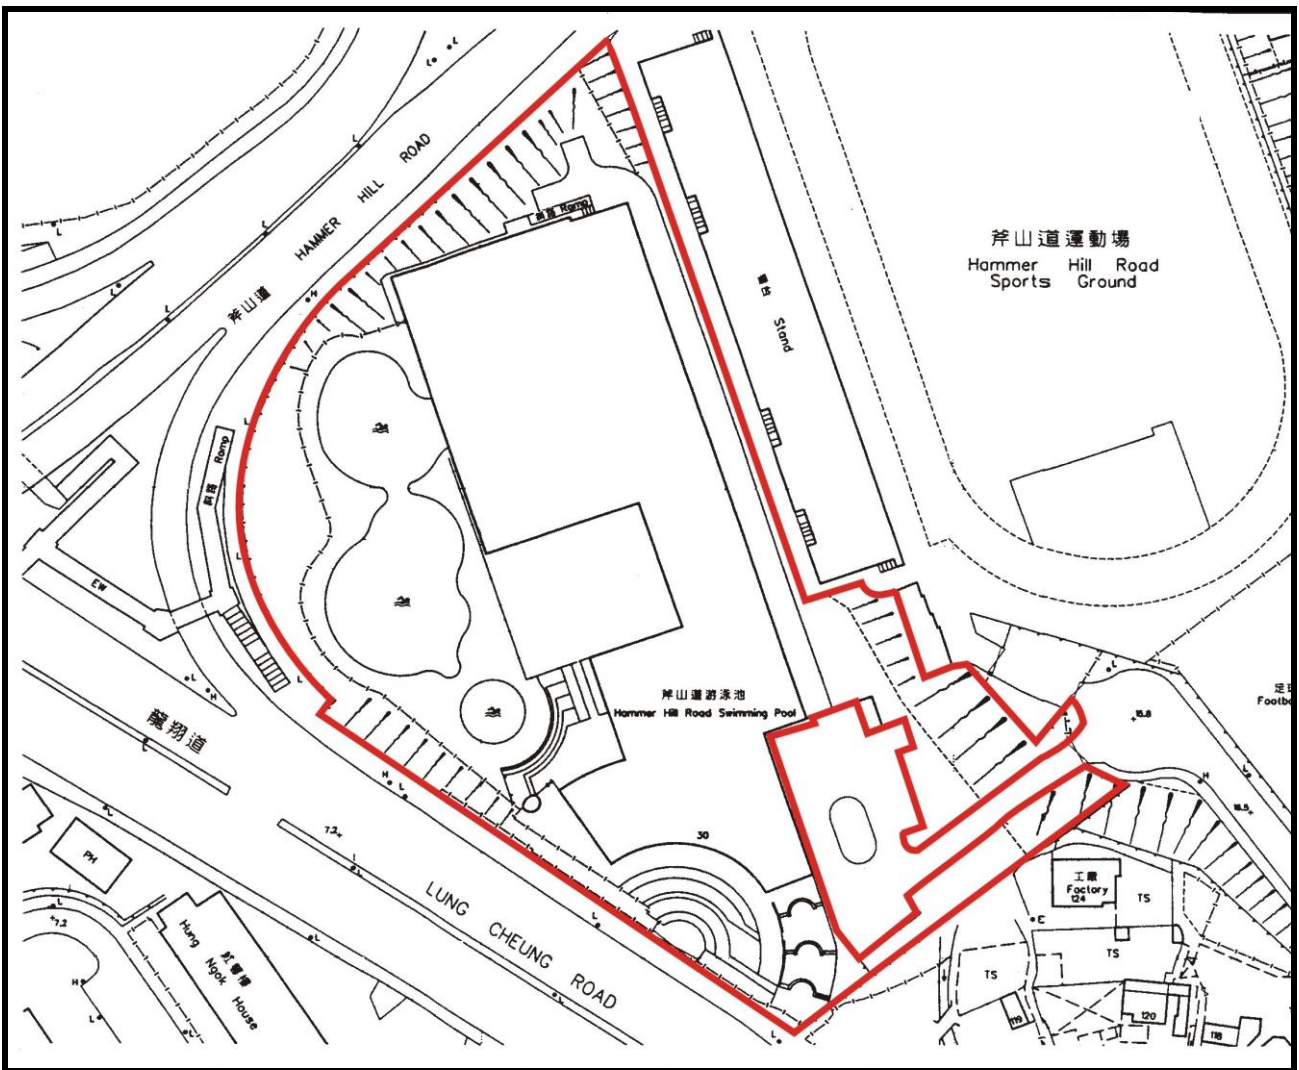 HAMMER HILL ROAD
斧山道
斜路 Ramp
斜路 Ramp
看台 Stand
斧山道運動場
Hammer Hill Road
Sports Ground
斧山道游泳池
Hammer Hill Road Swimming Pool
EW
龍翔道
LUNG CHEUNG ROAD
PH
7.2
7.2
Hung Ngok House
30
15.8
16.5
Footb
工廠
Factory
124
TS
TS
TS
119
120
118
E
H
H
H
H
H
L
L
L
L
L
L
L
L
L
L
L
L